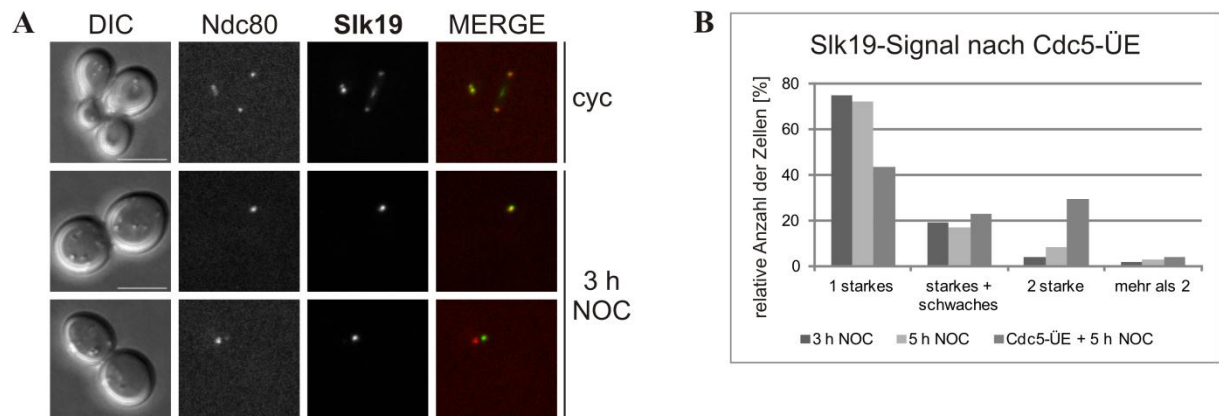 A
DIC Ndc80 Slk19 MERGE
cyc
3 h
NOC
B
Slk19-Signal nach Cdc5-ÜE
relative Anzahl der Zellen [%]
80
60
40
20
0
1 starkes starkes + 2 starke mehr als 2
schwaches
3 h NOC 5 h NOC Cdc5-ÜE + 5 h NOC